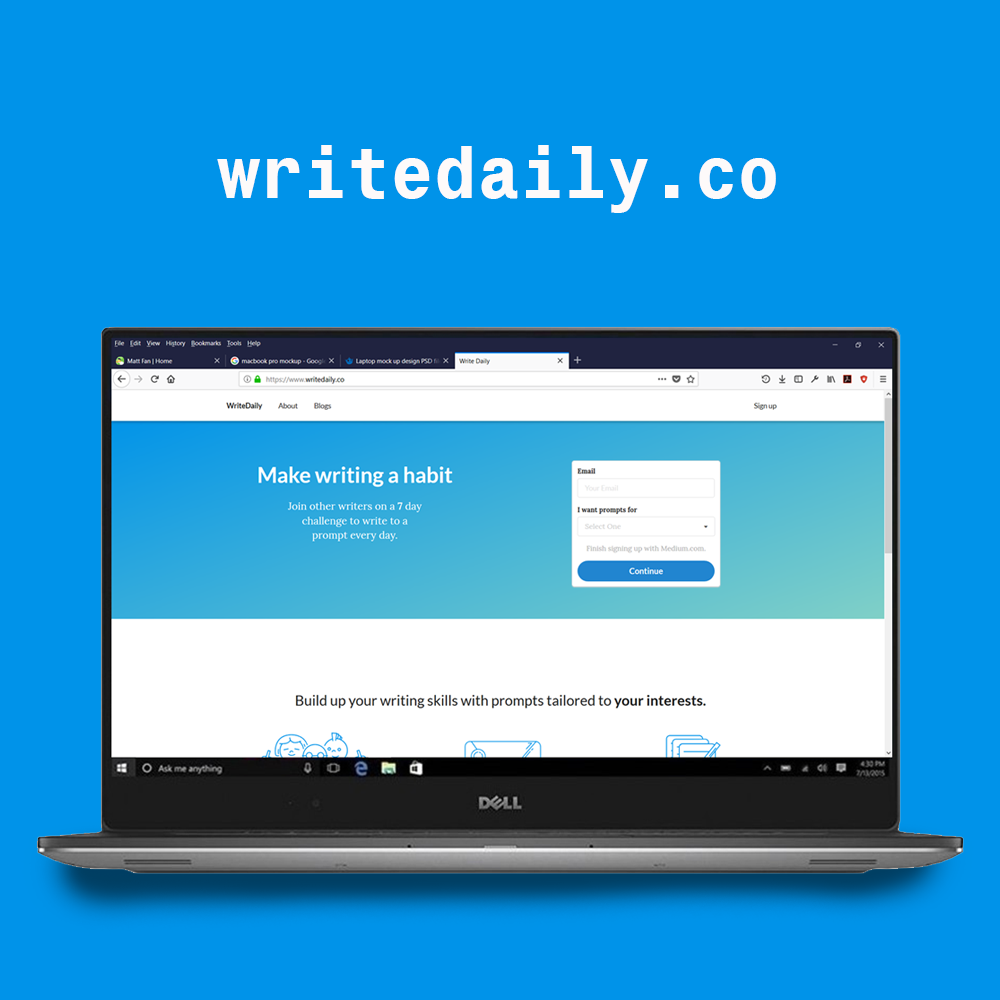 writedaily.co
File Edit View History Bookmarks Tools Help
Matt Fan | Home
macbook pro mockup - Googl
Laptop mock up design PSD fi
Write Daily
https://www.writedaily.co
WriteDaily About Blogs Sign up
Make writing a habit
Join other writers on a 7 day
challenge to write to a
prompt every day.
Email
Your Email
I want prompts for
Select One
Finish signing up with Medium.com.
Continue
Build up your writing skills with prompts tailored to your interests.
Ask me anything
4:30 PM
7/13/2015
DELL